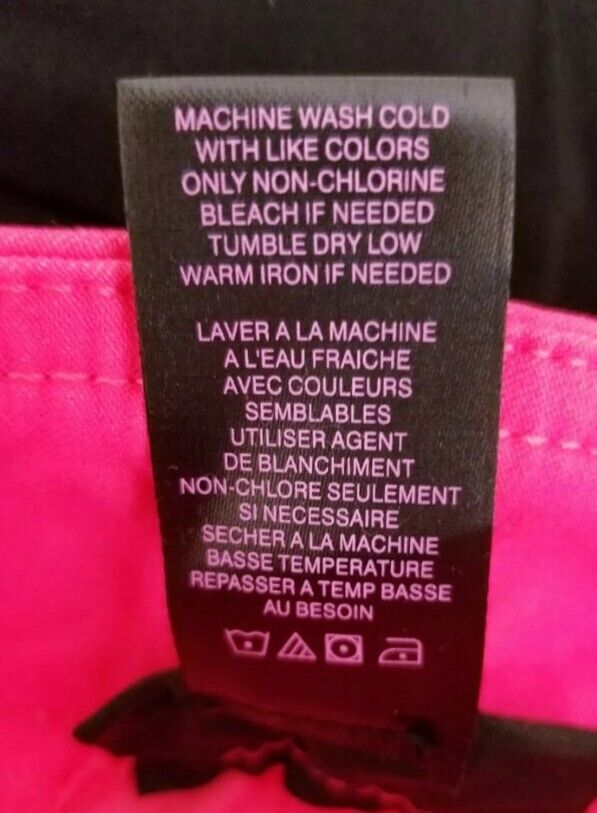 MACHINE WASH COLD
WITH LIKE COLORS
ONLY NON-CHLORINE
BLEACH IF NEEDED
TUMBLE DRY LOW
WARM IRON IF NEEDED
LAVER A LA MACHINE
A L'EAU FRAICHE
AVEC COULEURS
SEMBLABLES
UTILISER AGENT
DE BLANCHIMENT
NON-CHLORE SEULEMENT
SI NECESSAIRE
SECHER A LA MACHINE
BASSE TEMPERATURE
REPASSER A TEMP BASSE
AU BESOIN